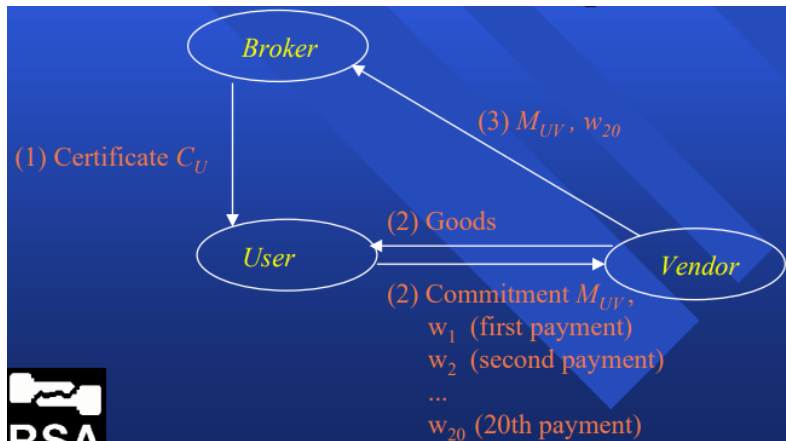 Broker
(3) M_UV , w_20
(1) Certificate C_U
(2) Goods
User
Vendor
(2) Commitment M_UV ,
w_1 (first payment)
w_2 (second payment)
...
w_20 (20th payment)
RSA